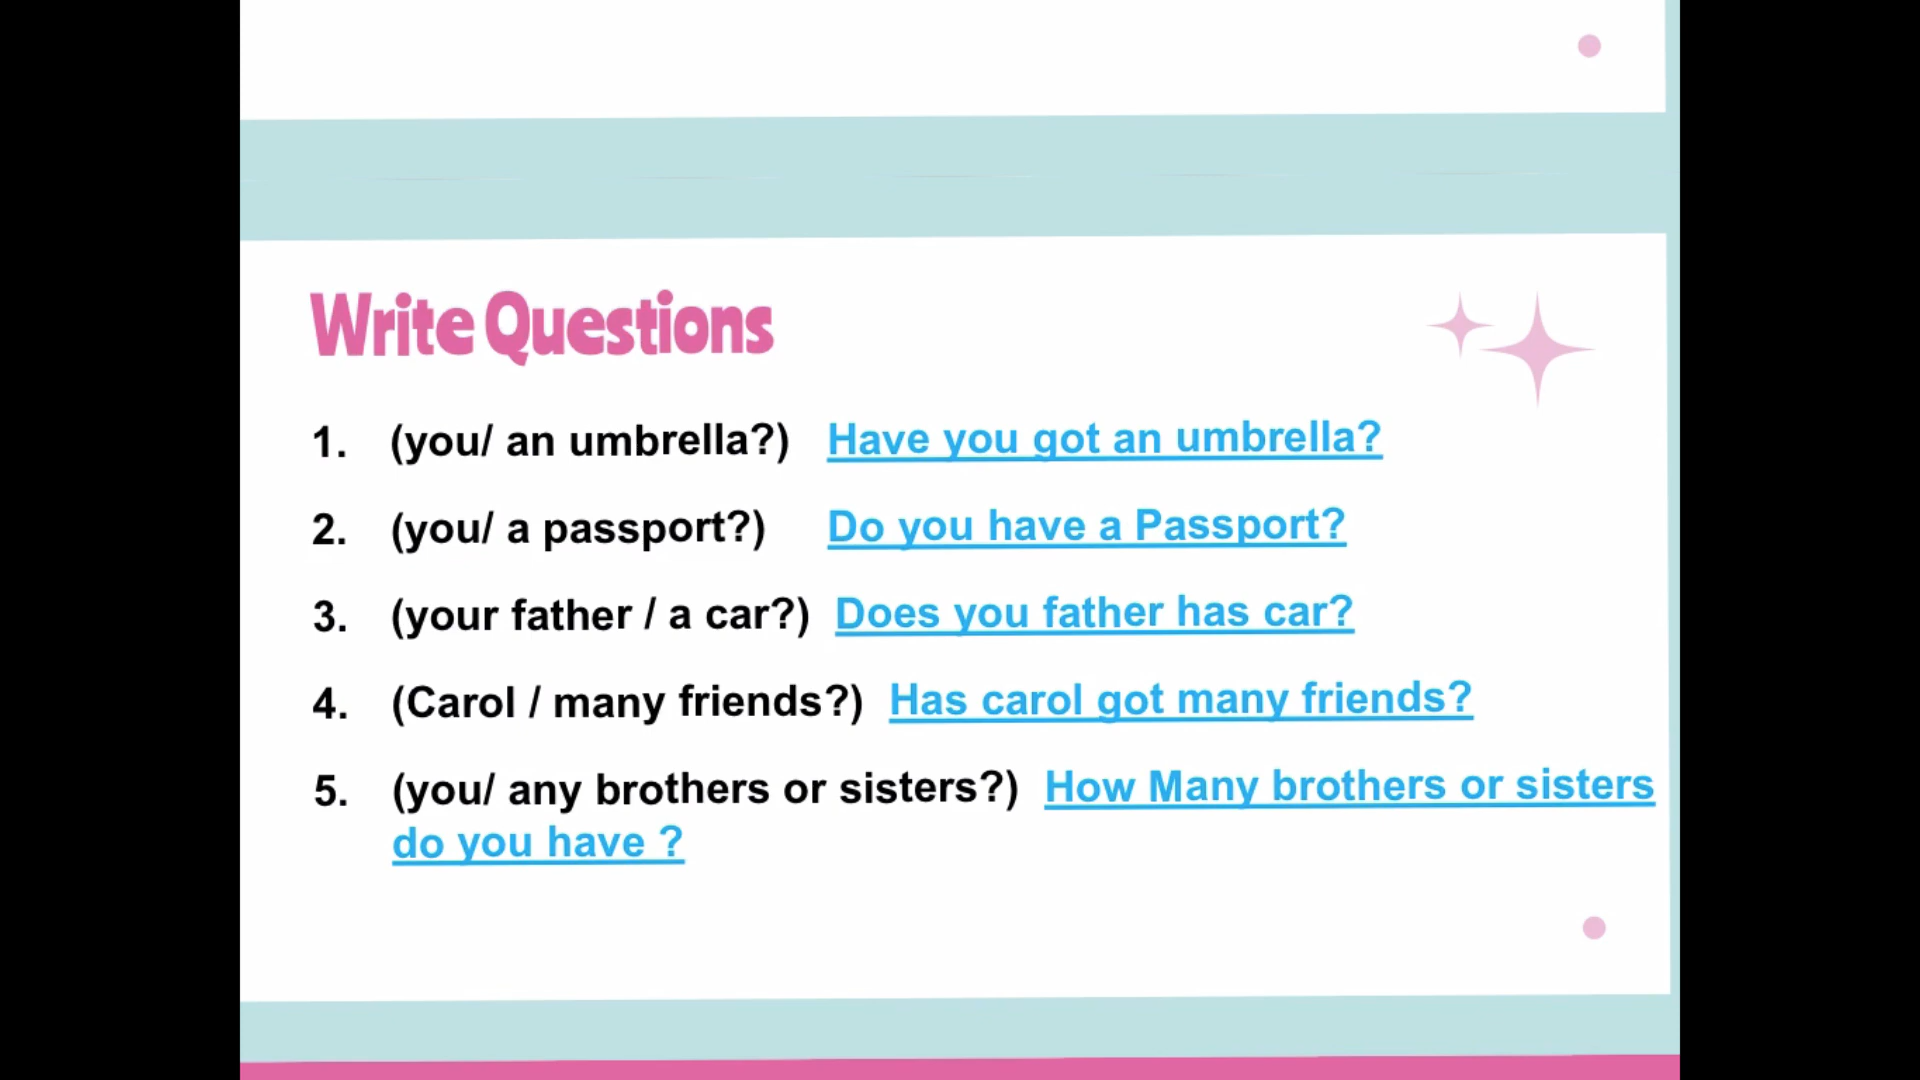 Write Questions
1. (you/ an umbrella?) Have you got an umbrella?
2. (you/ a passport?) Do you have a Passport?
3. (your father / a car?) Does you father has car?
4. (Carol / many friends?) Has carol got many friends?
5. (you/ any brothers or sisters?) How Many brothers or sisters
do you have ?